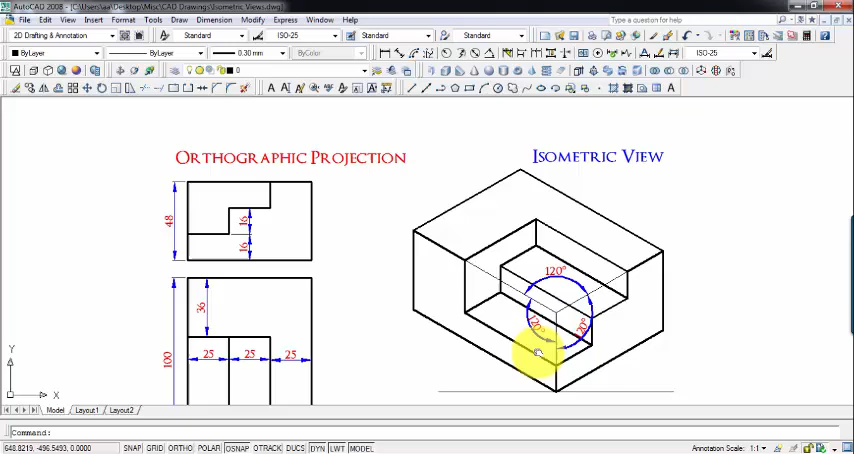 AutoCAD 2008 - [C:\Users\aa\Desktop\Misc\CAD Drawings\Isometric Views.dwg]
File Edit View Insert Format Tools Draw Dimension Modify Express Window Help
Type a question for help
2D Drafting & Annotation Standard ISO-25 Standard Standard
ByLayer ByLayer 0.30 mm ByColor ISO-25
0
Orthographic Projection
Isometric View
48
16
16
120°
120°
120°
36
100
25 25 25
Y
X
Model Layout1 Layout2
Command:
648.8219, -496.5493, 0.0000 SNAP GRID ORTHO POLAR OSNAP OTRACK DUCS DYN LWT MODEL Annotation Scale: 1:1